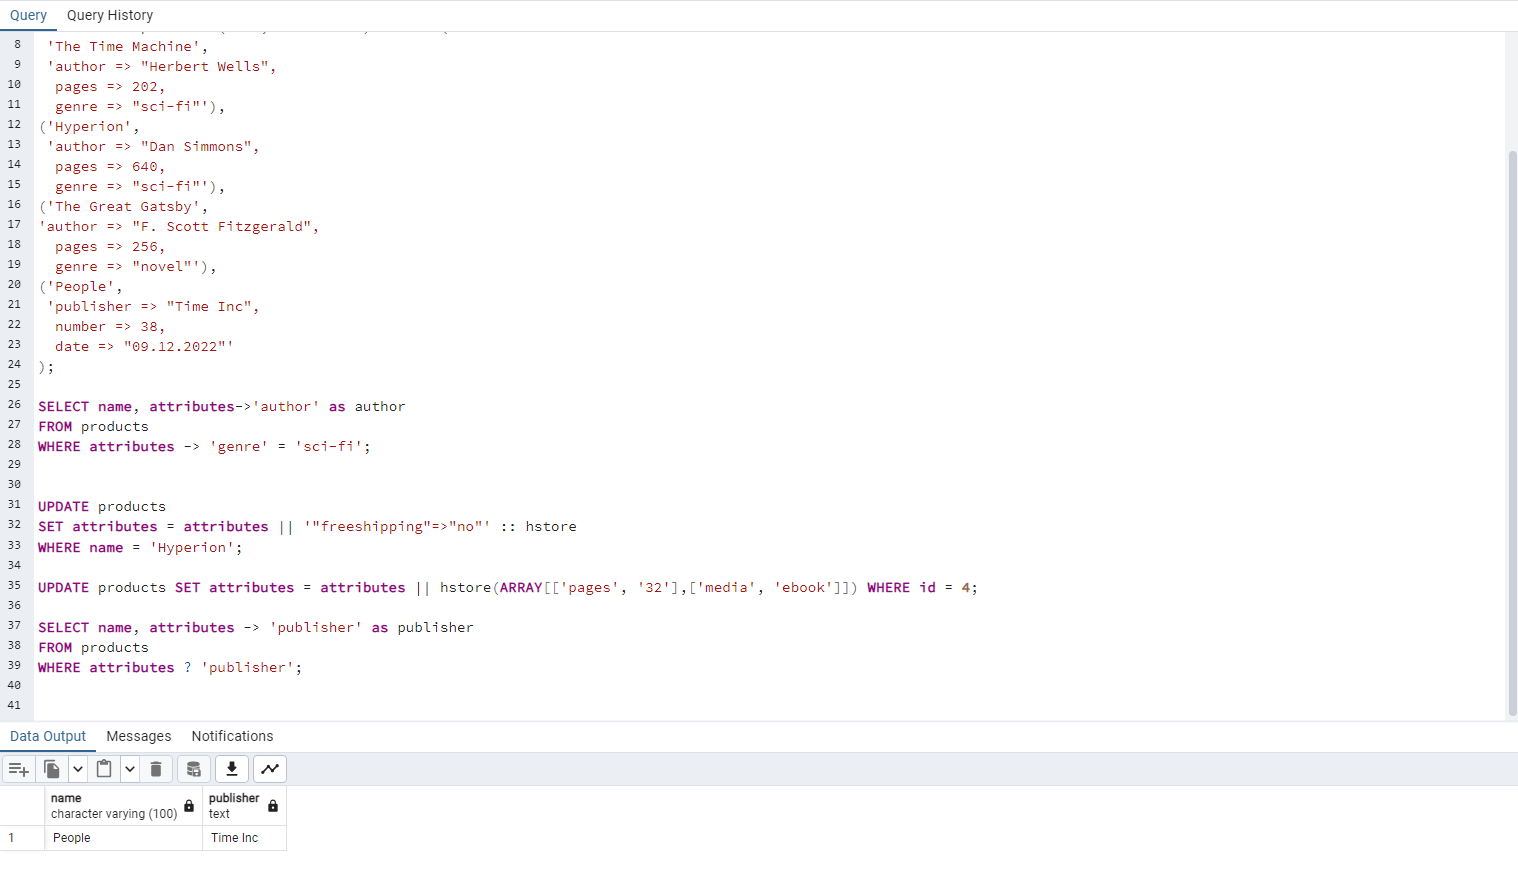 Query Query History
8 'The Time Machine',
9 'author => "Herbert Wells",
10 pages => 202,
11 genre => "sci-fi"'),
12 ('Hyperion',
13 'author => "Dan Simmons",
14 pages => 640,
15 genre => "sci-fi"'),
16 ('The Great Gatsby',
17 'author => "F. Scott Fitzgerald",
18 pages => 256,
19 genre => "novel"'),
20 ('People',
21 'publisher => "Time Inc",
22 number => 38,
23 date => "09.12.2022"'
24 );
25
26 SELECT name, attributes->'author' as author
27 FROM products
28 WHERE attributes -> 'genre' = 'sci-fi';
29
30
31 UPDATE products
32 SET attributes = attributes || '"freeshipping"=>"no"' :: hstore
33 WHERE name = 'Hyperion';
34
35 UPDATE products SET attributes = attributes || hstore(ARRAY[['pages', '32'],['media', 'ebook']]) WHERE id = 4;
36
37 SELECT name, attributes -> 'publisher' as publisher
38 FROM products
39 WHERE attributes ? 'publisher';
40
41
Data Output Messages Notifications
name publisher
character varying (100) text
1 People Time Inc